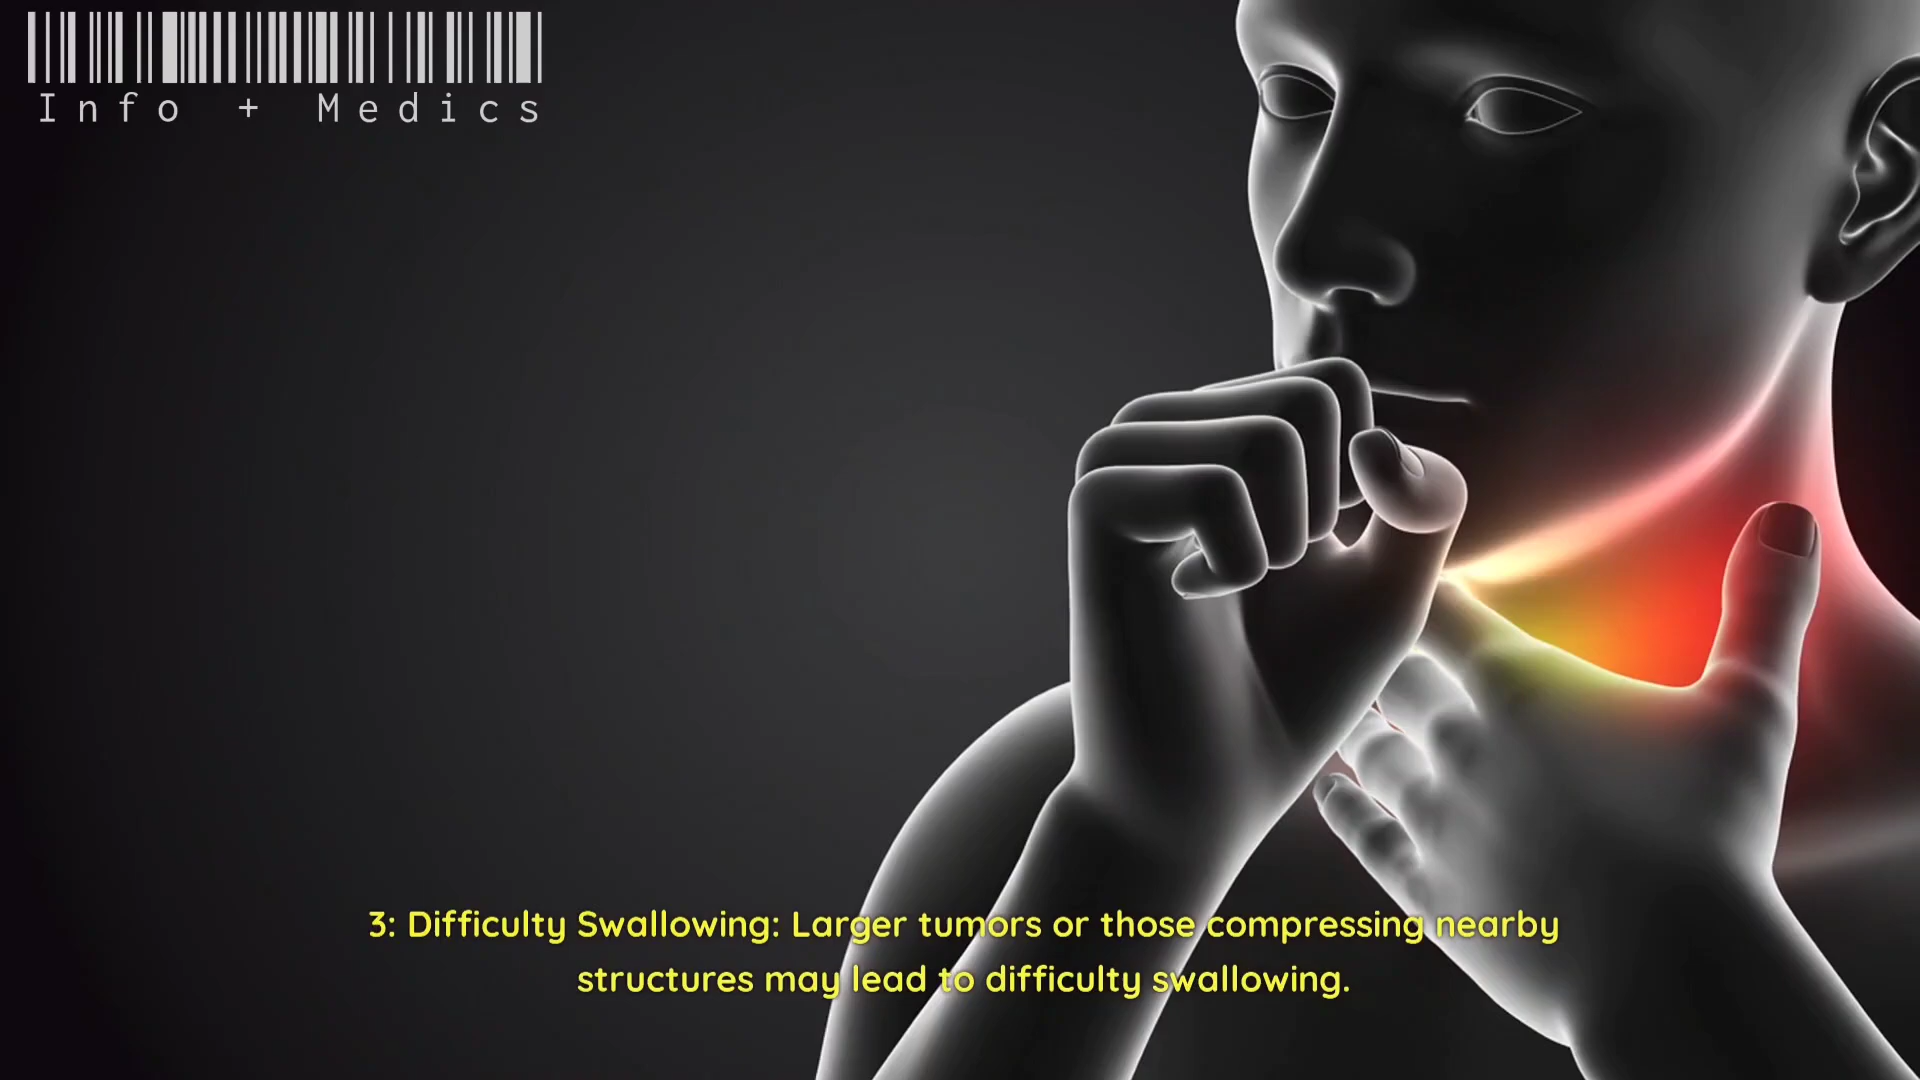 Info + Medics
3: Difficulty Swallowing: Larger tumors or those compressing nearby
structures may lead to difficulty swallowing.